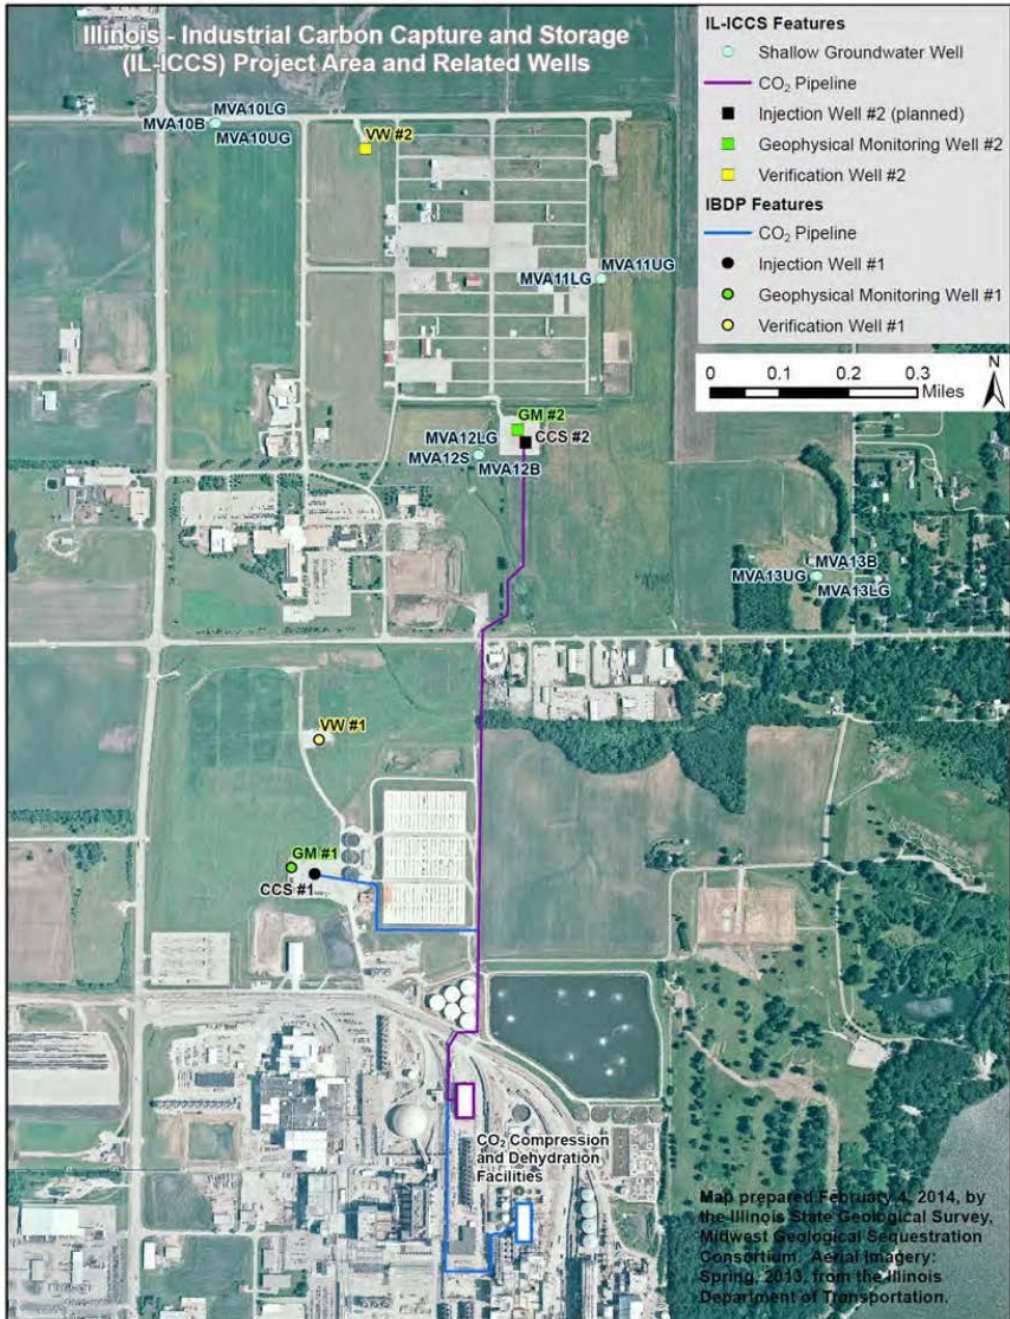 Illinois - Industrial Carbon Capture and Storage
(IL-ICCS) Project Area and Related Wells
IL-ICCS Features
Shallow Groundwater Well
CO₂ Pipeline
Injection Well #2 (planned)
Geophysical Monitoring Well #2
Verification Well #2
IBDP Features
CO₂ Pipeline
Injection Well #1
Geophysical Monitoring Well #1
Verification Well #1
N
0 0.1 0.2 0.3
Miles
MVA10LG
MVA10B
MVA10UG
VW #2
MVA11UG
MVA11LG
GM #2
MVA12LG
CCS #2
MVA12S
MVA12B
MVA13B
MVA13UG
MVA13LG
VW #1
GM #1
CCS #1
CO₂ Compression
and Dehydration
Facilities
Map prepared February 4, 2014, by
the Illinois State Geological Survey,
Midwest Geological Sequestration
Consortium. Aerial Imagery:
Spring, 2013, from the Illinois
Department of Transportation.